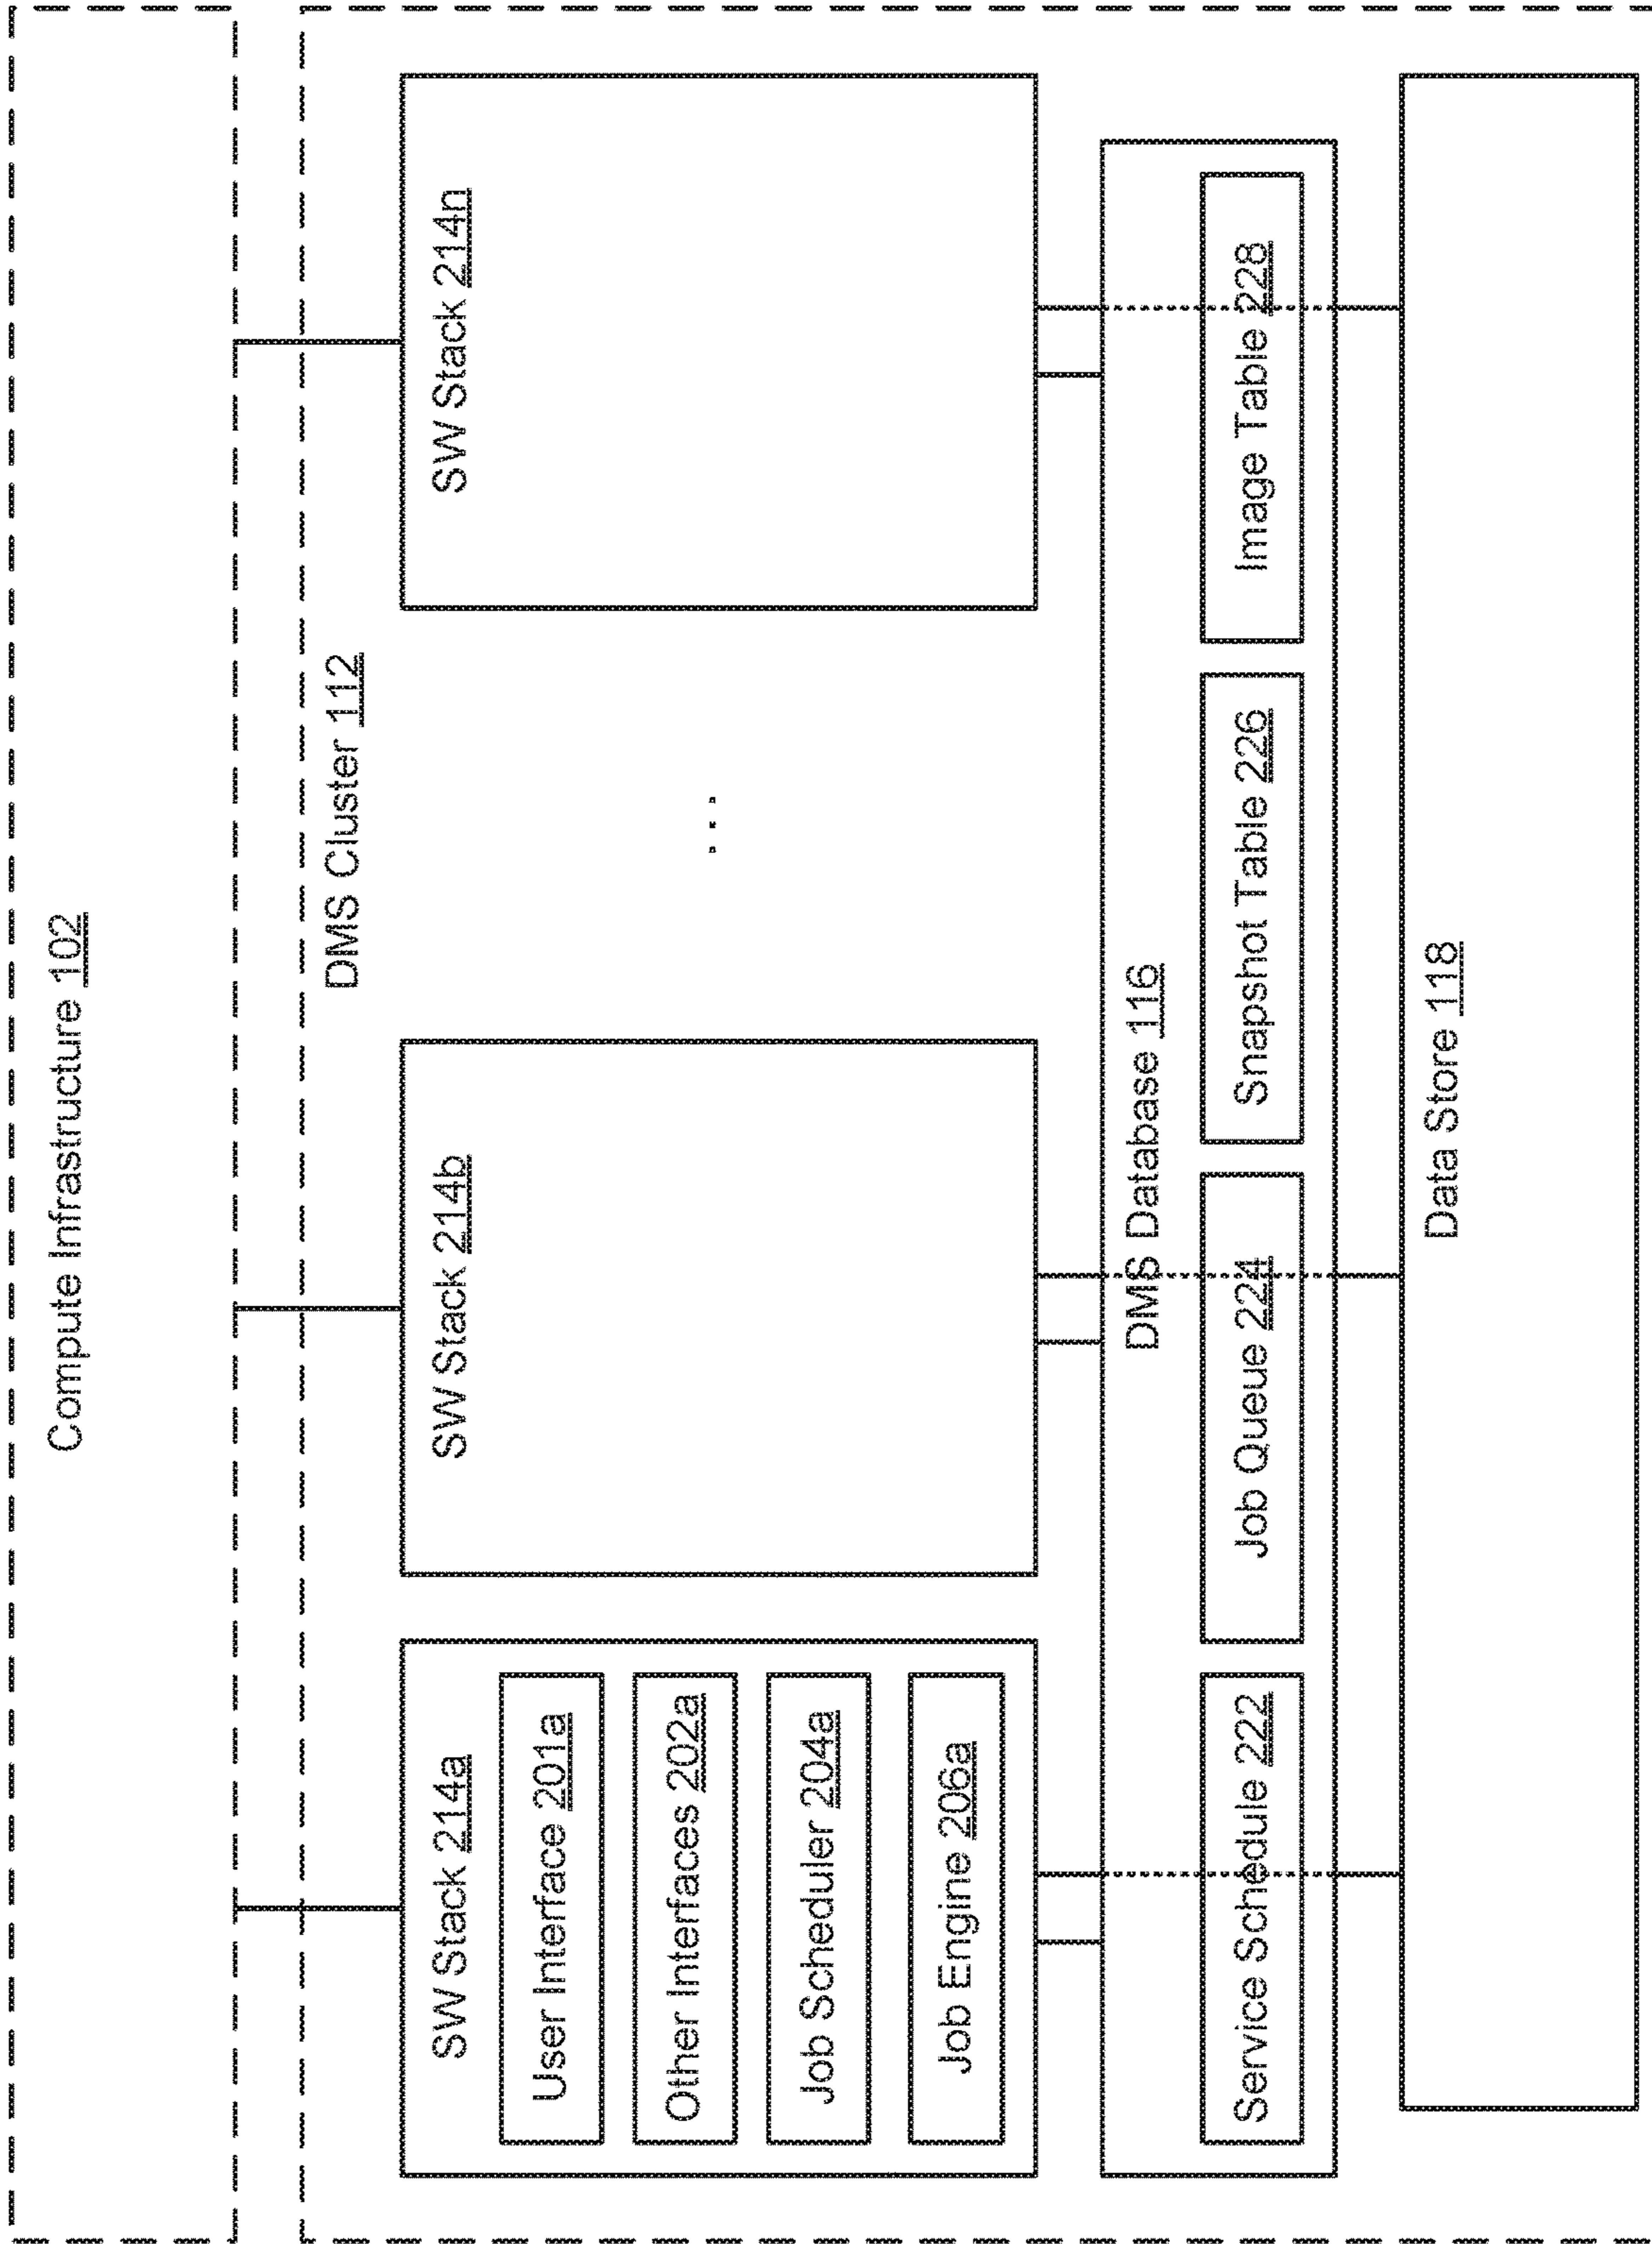 Compute Infrastructure 102
DMS Cluster 112
SW Stack 214a
User Interface 201a
Other Interfaces 202a
Job Scheduler 204a
Job Engine 206a
SW Stack 214b
...
SW Stack 214n
DMS Database 116
Service Schedule 222
Job Queue 224
Snapshot Table 226
Image Table 228
Data Store 118